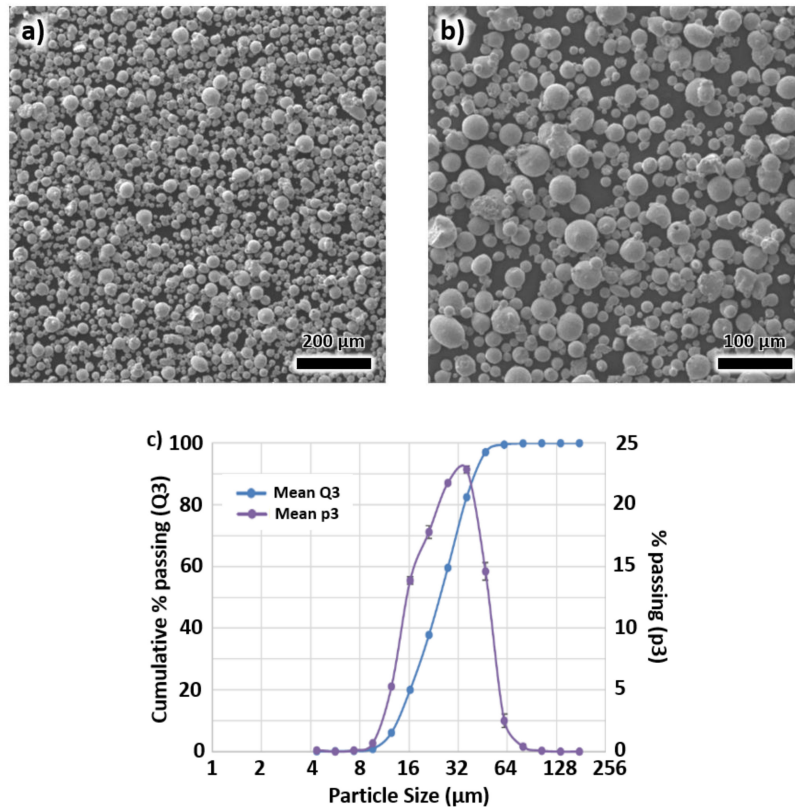 a)
200 µm
b)
100 µm
c)
Cumulative % passing (Q3)
100
80
60
40
20
0
Mean Q3
Mean p3
25
20
15
10
5
0
% passing (p3)
1 2 4 8 16 32 64 128 256
Particle Size (µm)